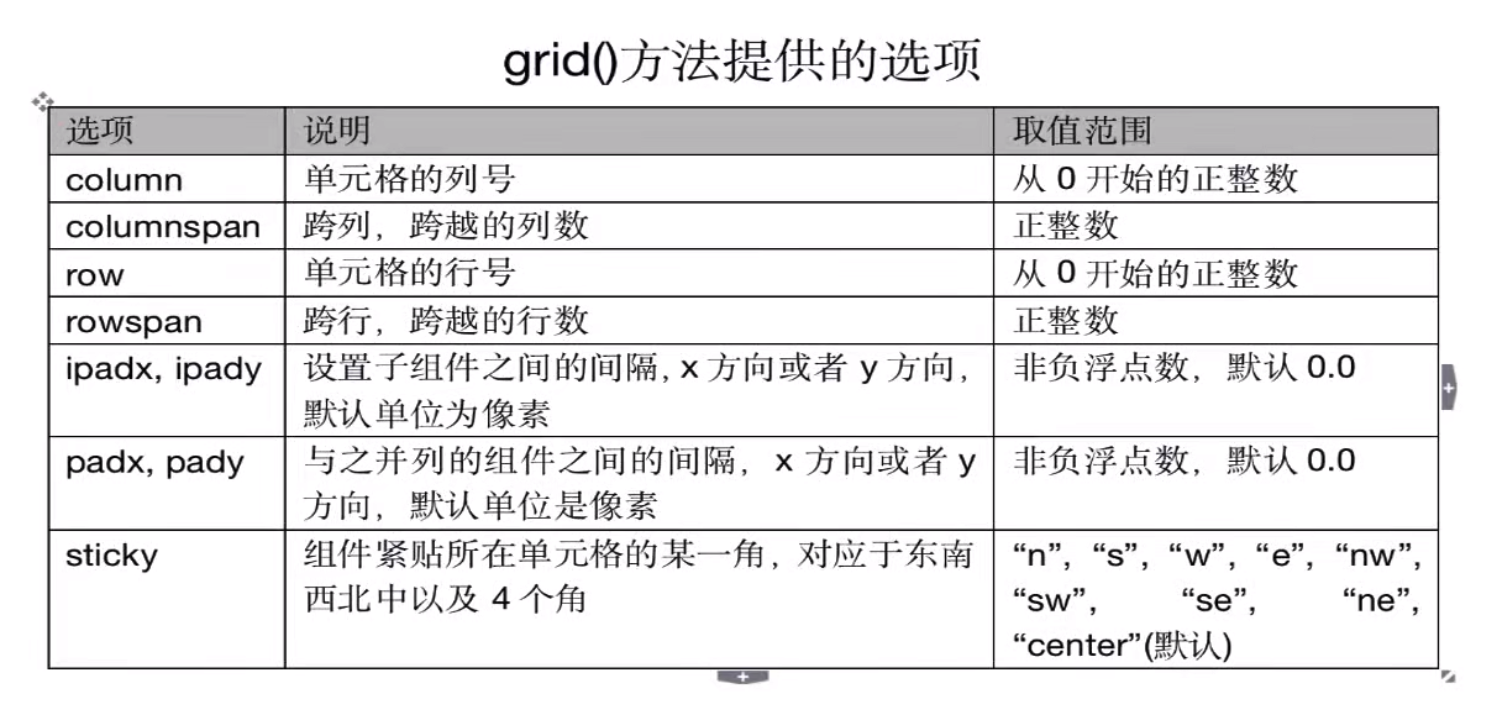 grid()方法提供的选项
选项 说明 取值范围
column 单元格的列号 从 0 开始的正整数
columnspan 跨列，跨越的列数 正整数
row 单元格的行号 从 0 开始的正整数
rowspan 跨行，跨越的行数 正整数
ipadx, ipady 设置子组件之间的间隔, x 方向或者 y 方向， 非负浮点数，默认 0.0
默认单位为像素
padx, pady 与之并列的组件之间的间隔，x 方向或者 y 非负浮点数，默认 0.0
方向，默认单位是像素
sticky 组件紧贴所在单元格的某一角，对应于东南 “n”, “s”, “w”, “e”, “nw”,
西北中以及 4 个角 “sw”, “se”, “ne”,
“center”(默认)